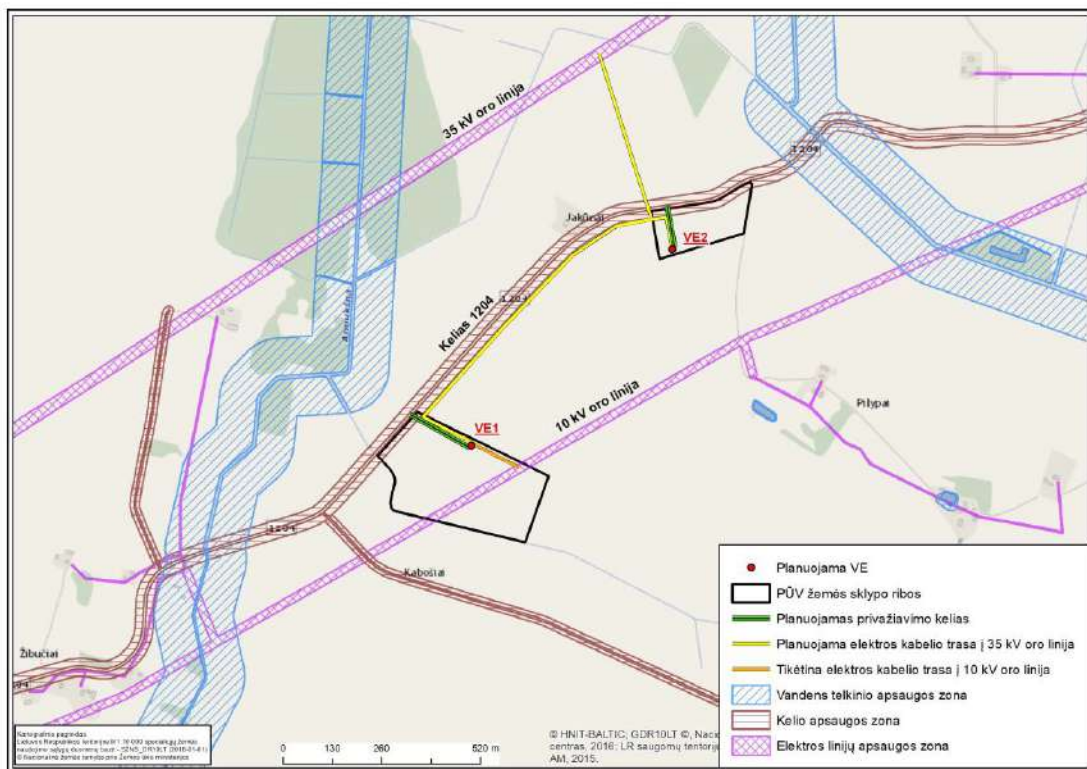 35 kV oro linija
1204
Jakūnai
VE2
Kelias 1204
1204
VE1
10 kV oro linija
Pilypai
1204
Kaboštai
Žibučiai
Planuojama VE
PŪV žemės sklypo ribos
Planuojamas privažiavimo kelias
Planuojama elektros kabelio trasa į 35 kV oro linija
Tikėtina elektros kabelio trasa į 10 kV oro linija
Vandens telkinio apsaugos zona
Kelio apsaugos zona
Elektros linijų apsaugos zona
0 130 260 520 m
© HNIT-BALTIC, GDR10LT ©, Nacio
centras, 2016; LR saugomų teritorij
AM, 2015.